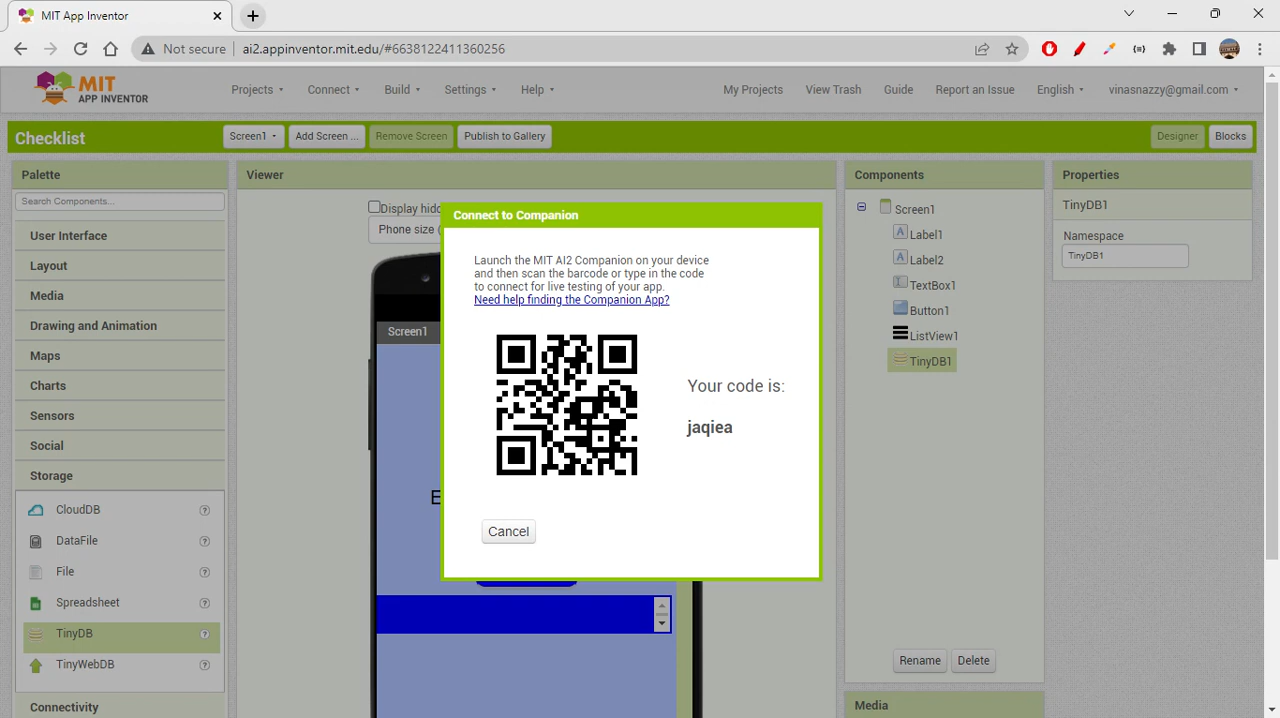 MIT App Inventor
Not secure
ai2.appinventor.mit.edu/#6638122411360256
MIT
APP INVENTOR
Projects
Connect
Build
Settings
Help
My Projects
View Trash
Guide
Report an Issue
English
vinasnazzy@gmail.com
Checklist
Screen1
Add Screen ...
Remove Screen
Publish to Gallery
Designer
Blocks
Palette
Search Components...
User Interface
Layout
Media
Drawing and Animation
Maps
Charts
Sensors
Social
Storage
CloudDB
DataFile
File
Spreadsheet
TinyDB
TinyWebDB
Connectivity
Viewer
Display hidd
Phone size (
Screen1
E
Connect to Companion
Launch the MIT AI2 Companion on your device
and then scan the barcode or type in the code
to connect for live testing of your app.
Need help finding the Companion App?
Your code is:
jaqiea
Cancel
Components
Screen1
Label1
Label2
TextBox1
Button1
ListView1
TinyDB1
Rename
Delete
Media
Properties
TinyDB1
Namespace
TinyDB1